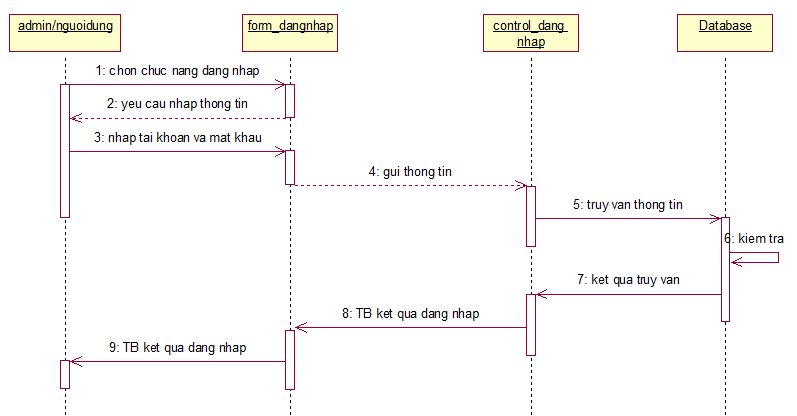 admin/nguoidung
form_dangnhap
control_dang
nhap
Database
1: chon chuc nang dang nhap
2: yeu cau nhap thong tin
3: nhap tai khoan va mat khau
4: gui thong tin
5: truy van thong tin
6: kiem tra
7: ket qua truy van
8: TB ket qua dang nhap
9: TB ket qua dang nhap